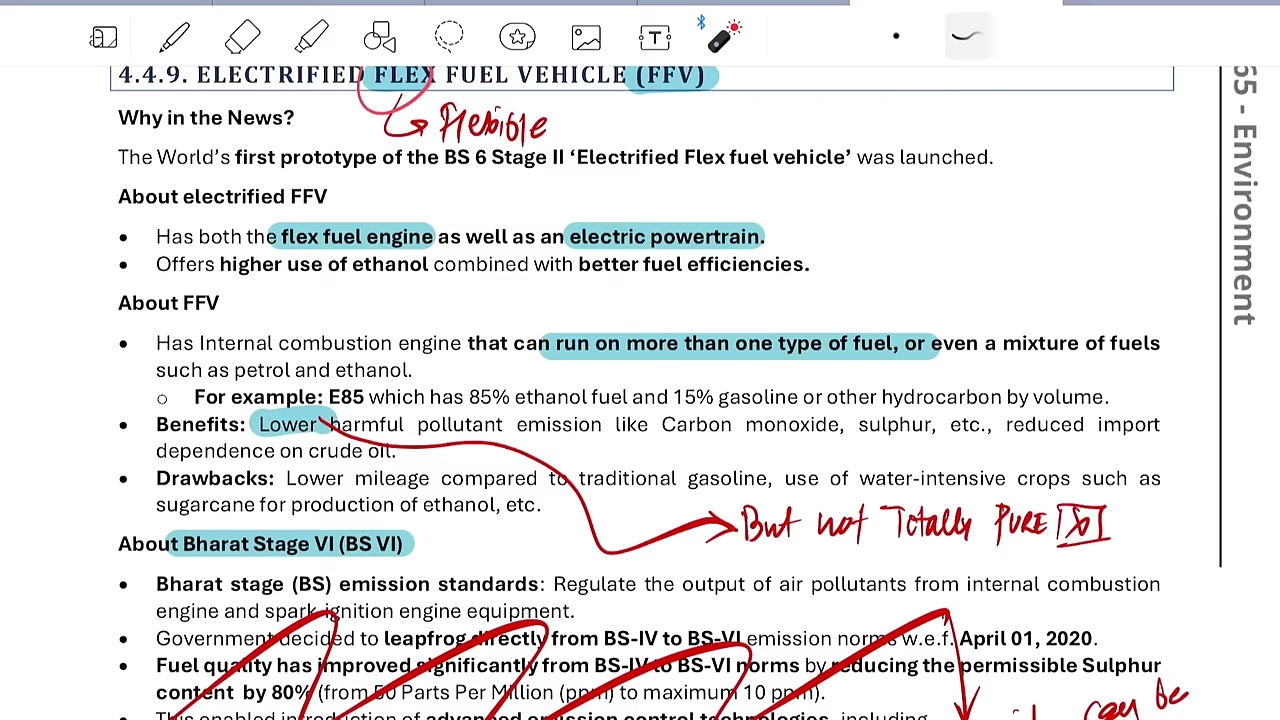 4.4.9. ELECTRIFIED FLEX FUEL VEHICLE (FFV)
Why in the News?
Flexible
The World's first prototype of the BS 6 Stage II 'Electrified Flex fuel vehicle' was launched.
About electrified FFV
• Has both the flex fuel engine as well as an electric powertrain.
• Offers higher use of ethanol combined with better fuel efficiencies.
About FFV
• Has Internal combustion engine that can run on more than one type of fuel, or even a mixture of fuels
such as petrol and ethanol.
o For example: E85 which has 85% ethanol fuel and 15% gasoline or other hydrocarbon by volume.
• Benefits: Lower harmful pollutant emission like Carbon monoxide, sulphur, etc., reduced import
dependence on crude oil.
• Drawbacks: Lower mileage compared to traditional gasoline, use of water-intensive crops such as
sugarcane for production of ethanol, etc.
But not Totally PURE
About Bharat Stage VI (BS VI)
• Bharat stage (BS) emission standards: Regulate the output of air pollutants from internal combustion
engine and spark-ignition engine equipment.
• Government decided to leapfrog directly from BS-IV to BS-VI emission norms w.e.f. April 01, 2020.
• Fuel quality has improved significantly from BS-IV to BS-VI norms by reducing the permissible Sulphur
content by 80% (from 50 Parts Per Million (ppm) to maximum 10 ppm).
can be
• This enabled introduction of advanced emission control technologies, including
65 - Environment